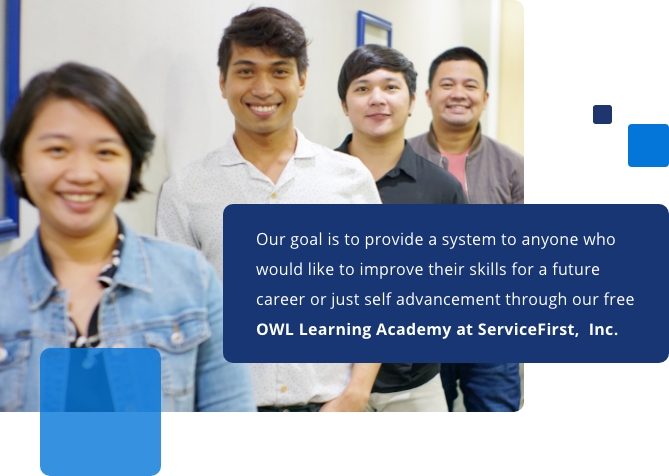 Our goal is to provide a system to anyone who
would like to improve their skills for a future
career or just self advancement through our free
OWL Learning Academy at ServiceFirst,  Inc.